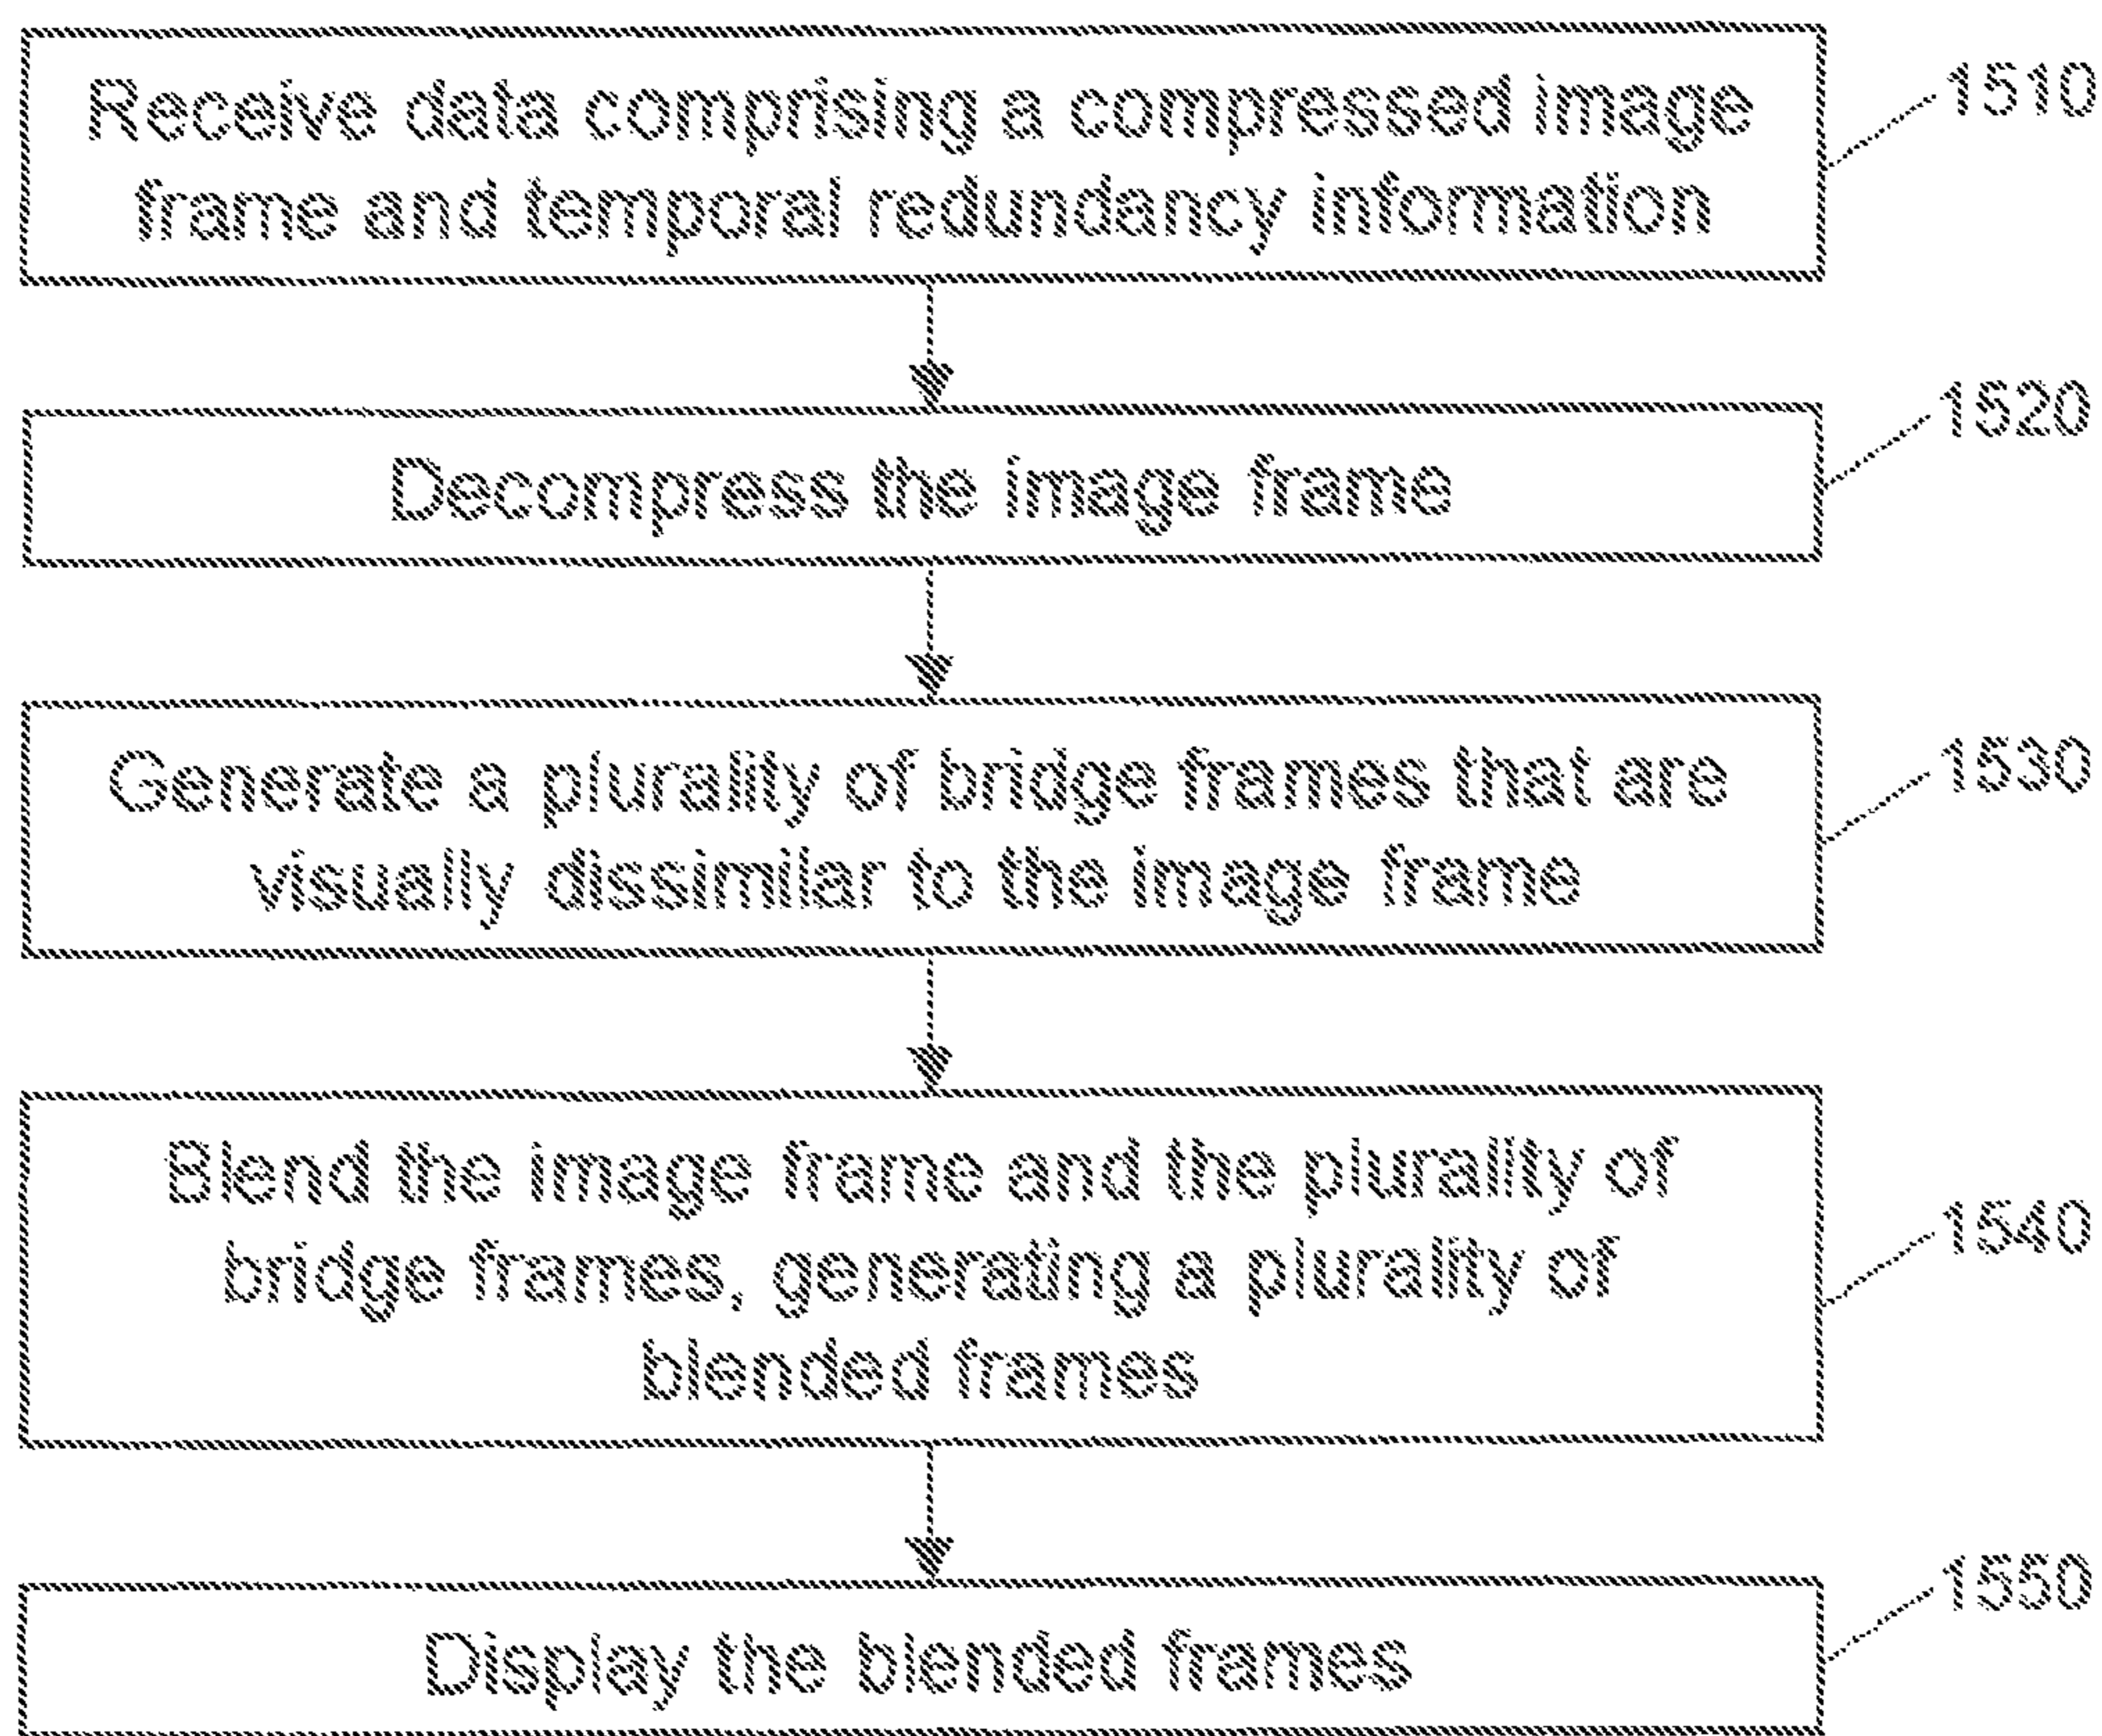 Receive data comprising a compressed image
frame and temporal redundancy information
1510
Decompress the image frame
1520
Generate a plurality of bridge frames that are
visually dissimilar to the image frame
1530
Blend the image frame and the plurality of
bridge frames, generating a plurality of
blended frames
1540
Display the blended frames
1550